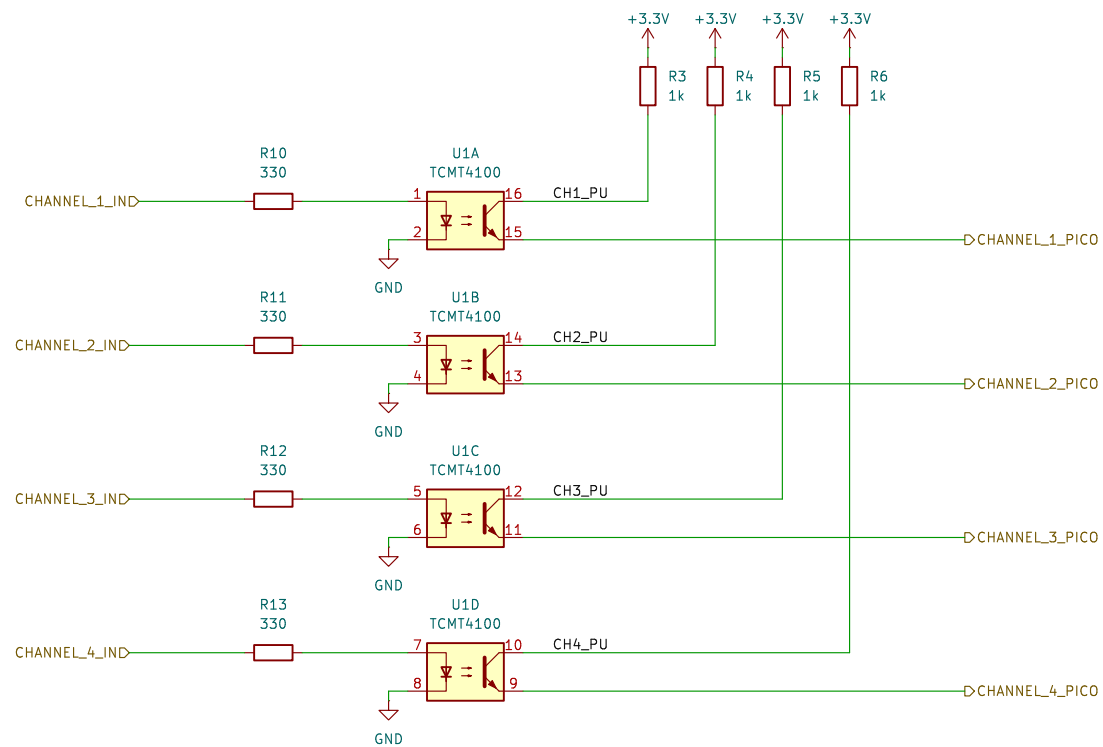 +3.3V +3.3V +3.3V +3.3V
R3 R4 R5 R6
1k 1k 1k 1k
R10
330
U1A
TCMT4100
CHANNEL_1_IN
1
16
CH1_PU
2
15
CHANNEL_1_PICO
GND
R11
330
U1B
TCMT4100
CHANNEL_2_IN
3
14
CH2_PU
4
13
CHANNEL_2_PICO
GND
R12
330
U1C
TCMT4100
CHANNEL_3_IN
5
12
CH3_PU
6
11
CHANNEL_3_PICO
GND
R13
330
U1D
TCMT4100
CHANNEL_4_IN
7
10
CH4_PU
8
9
CHANNEL_4_PICO
GND